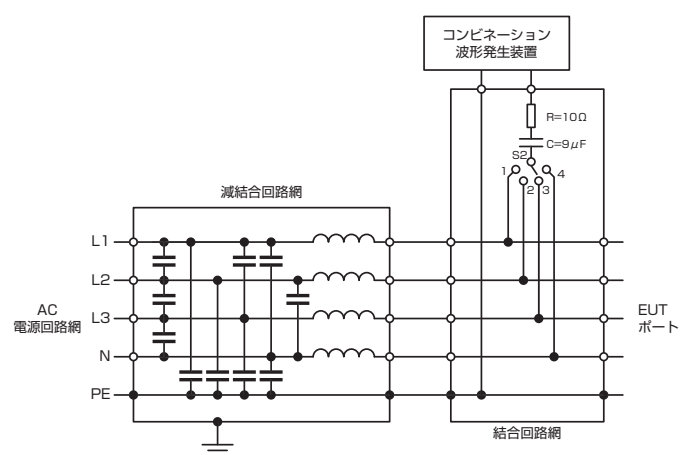 コンビネーション
波形発生装置
R=10Ω
C=9μF
S2
1
2
3
4
減結合回路網
L1
L2
L3
N
PE
AC
電源回路網
EUT
ポート
結合回路網